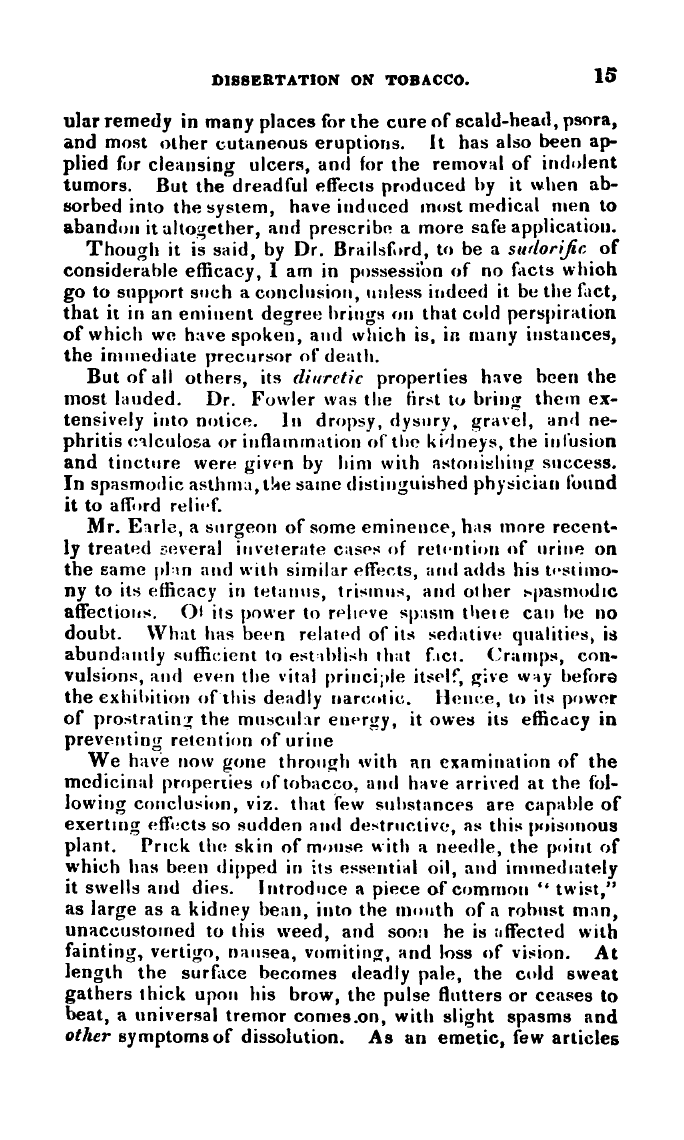 DISSERTATION ON TOBACCO. 15
ular remedy in many places for the cure of scald-head, psora,
and most other cutaneous eruptions. It has also been ap-
plied for cleansing ulcers, and for the removal of indolent
tumors. But the dreadful effects produced by it when ab-
sorbed into the system, have induced most medical men to
abandon it altogether, and prescribe a more safe application.
Though it is said, by Dr. Brailsford, to be a sudorific of
considerable efficacy, I am in possession of no facts which
go to support such a conclusion, unless indeed it be the fact,
that it in an eminent degree brings on that cold perspiration
of which we have spoken, and which is, in many instances,
the immediate precursor of death.
But of all others, its diuretic properties have been the
most lauded. Dr. Fowler was the first to bring them ex-
tensively into notice. In dropsy, dysury, gravel, and ne-
phritis calculosa or inflammation of the kidneys, the infusion
and tincture were given by him with astonishing success.
In spasmodic asthma, the same distinguished physician found
it to afford relief.
Mr. Earle, a surgeon of some eminence, has more recent-
ly treated several inveterate cases of retention of urine on
the same plan and with similar effects, and adds his testimo-
ny to its efficacy in tetanus, trismus, and other spasmodic
affections. Of its power to relieve spasm there can be no
doubt. What has been related of its sedative qualities, is
abundantly sufficient to establish that fact. Cramps, con-
vulsions, and even the vital principle itself, give way before
the exhibition of this deadly narcotic. Hence, to its power
of prostrating the muscular energy, it owes its efficacy in
preventing retention of urine
We have now gone through with an examination of the
medicinal properties of tobacco, and have arrived at the fol-
lowing conclusion, viz. that few substances are capable of
exerting effects so sudden and destructive, as this poisonous
plant. Prick the skin of mouse with a needle, the point of
which has been dipped in its essential oil, and immediately
it swells and dies. Introduce a piece of common "twist,"
as large as a kidney bean, into the mouth of a robust man,
unaccustomed to this weed, and soon he is affected with
fainting, vertigo, nausea, vomiting, and loss of vision. At
length the surface becomes deadly pale, the cold sweat
gathers thick upon his brow, the pulse flutters or ceases to
beat, a universal tremor comes on, with slight spasms and
other symptoms of dissolution. As an emetic, few articles